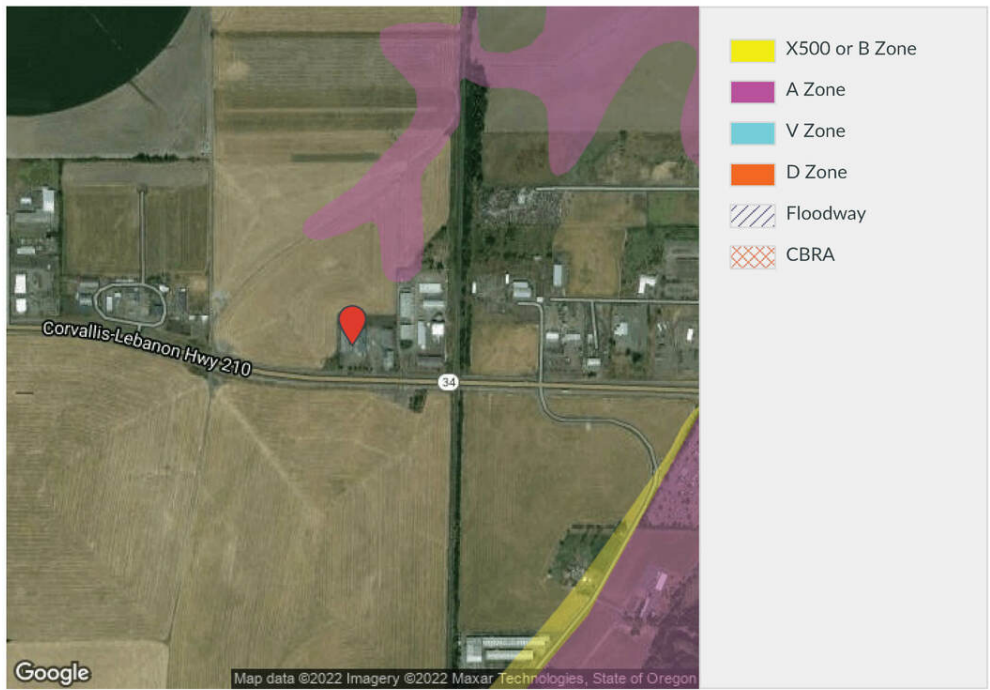 X500 or B Zone
A Zone
V Zone
D Zone
Floodway
CBRA
Corvallis-Lebanon Hwy 210
34
Google
Map data ©2022 Imagery ©2022 Maxar Technologies, State of Oregon